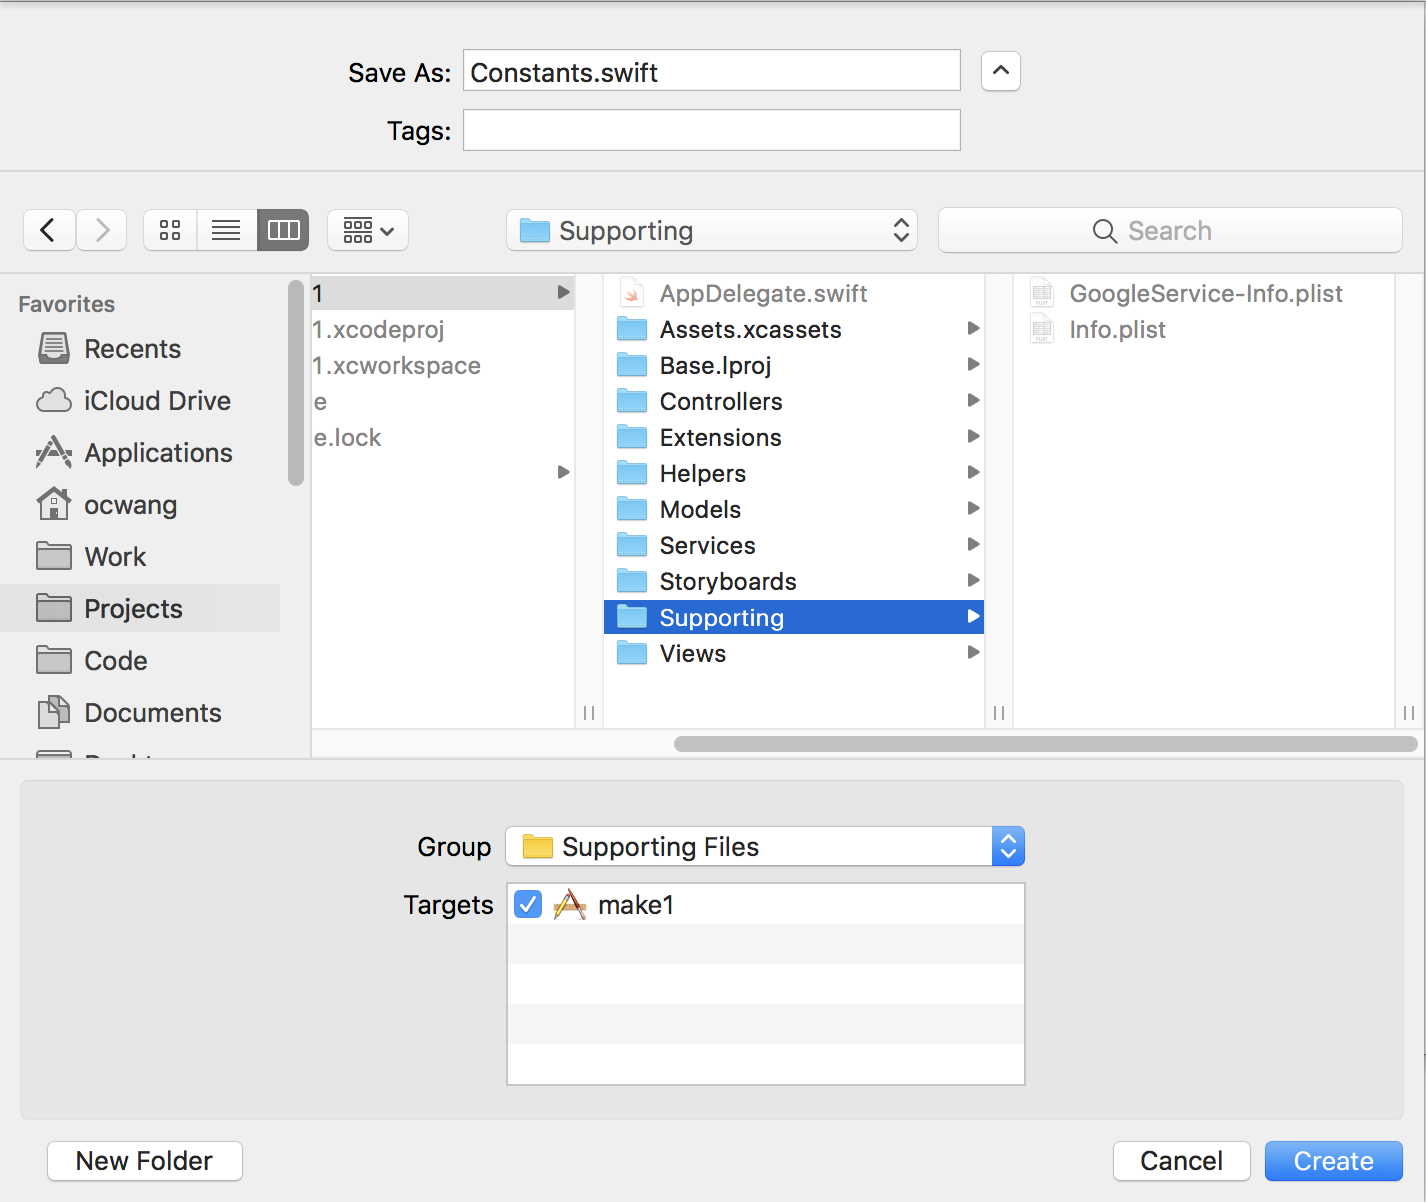 Save As: Constants.swift
Tags:
Supporting
Search
Favorites
Recents
iCloud Drive
Applications
ocwang
Work
Projects
Code
Documents
1
1.xcodeproj
1.xcworkspace
e
e.lock
AppDelegate.swift
Assets.xcassets
Base.lproj
Controllers
Extensions
Helpers
Models
Services
Storyboards
Supporting
Views
GoogleService-Info.plist
Info.plist
Group Supporting Files
Targets make1
New Folder
Cancel Create